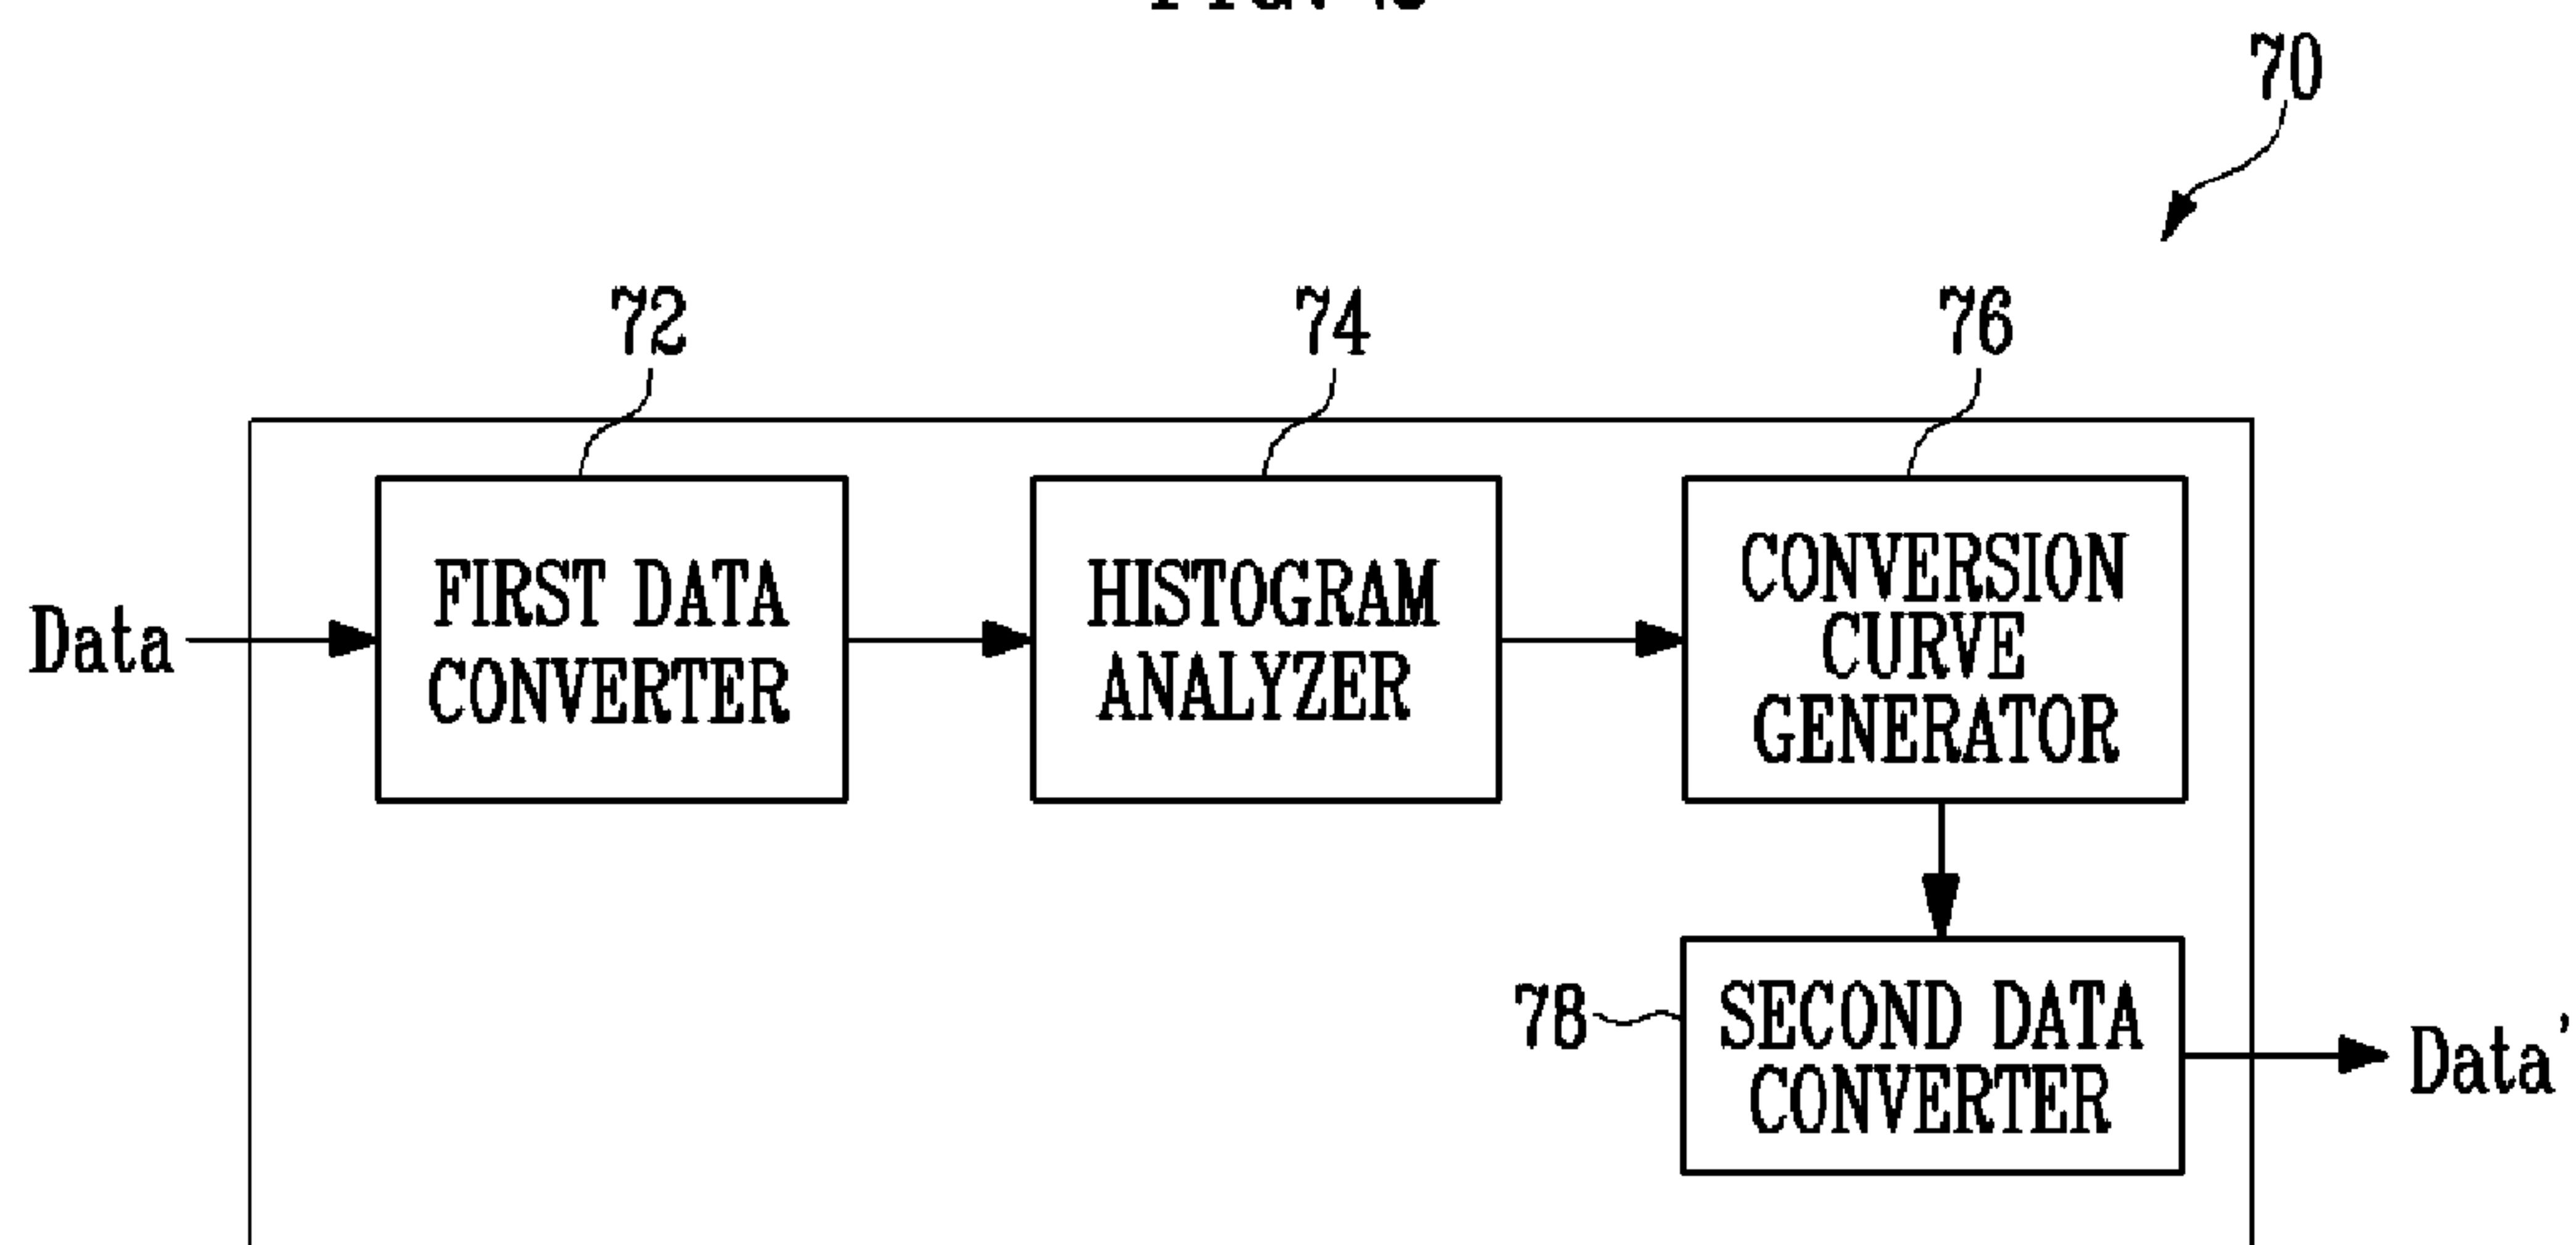 70
72
74
76
Data
FIRST DATA
CONVERTER
HISTOGRAM
ANALYZER
CONVERSION
CURVE
GENERATOR
78
SECOND DATA
CONVERTER
Data'